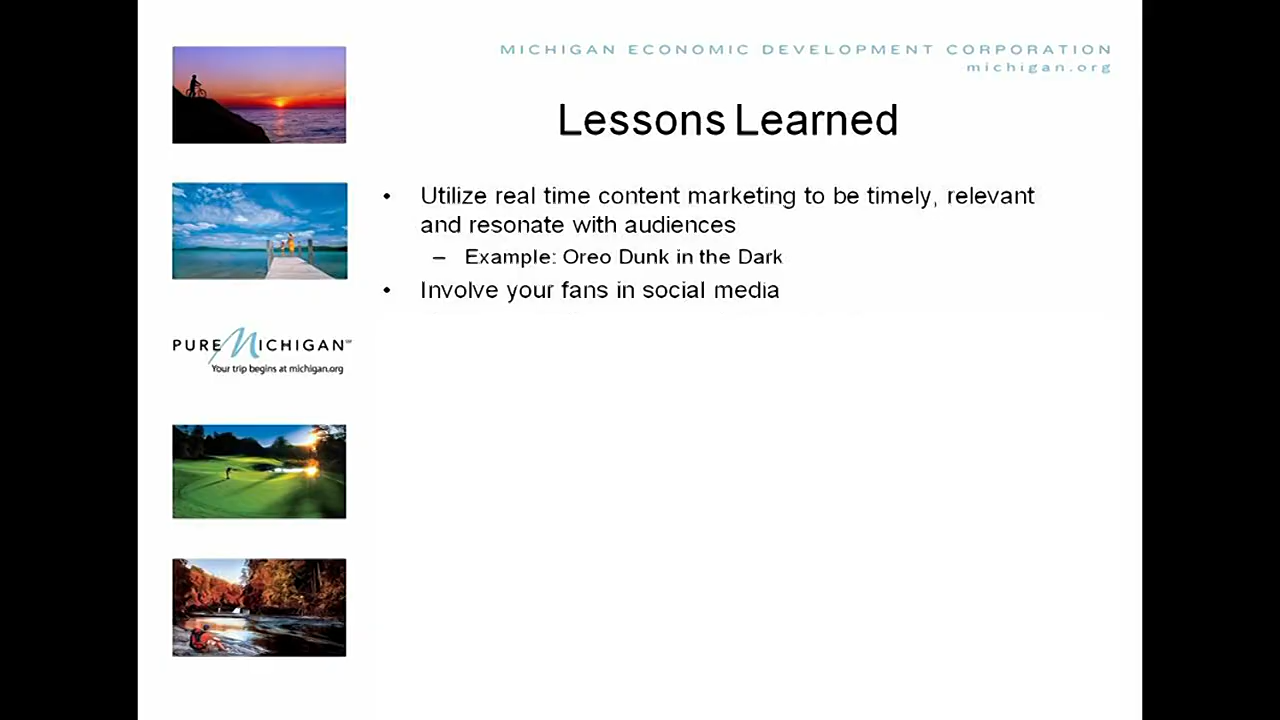 MICHIGAN ECONOMIC DEVELOPMENT CORPORATION
michigan.org
Lessons Learned
• Utilize real time content marketing to be timely, relevant
and resonate with audiences
– Example: Oreo Dunk in the Dark
• Involve your fans in social media
PURE MICHIGAN
Your trip begins at michigan.org